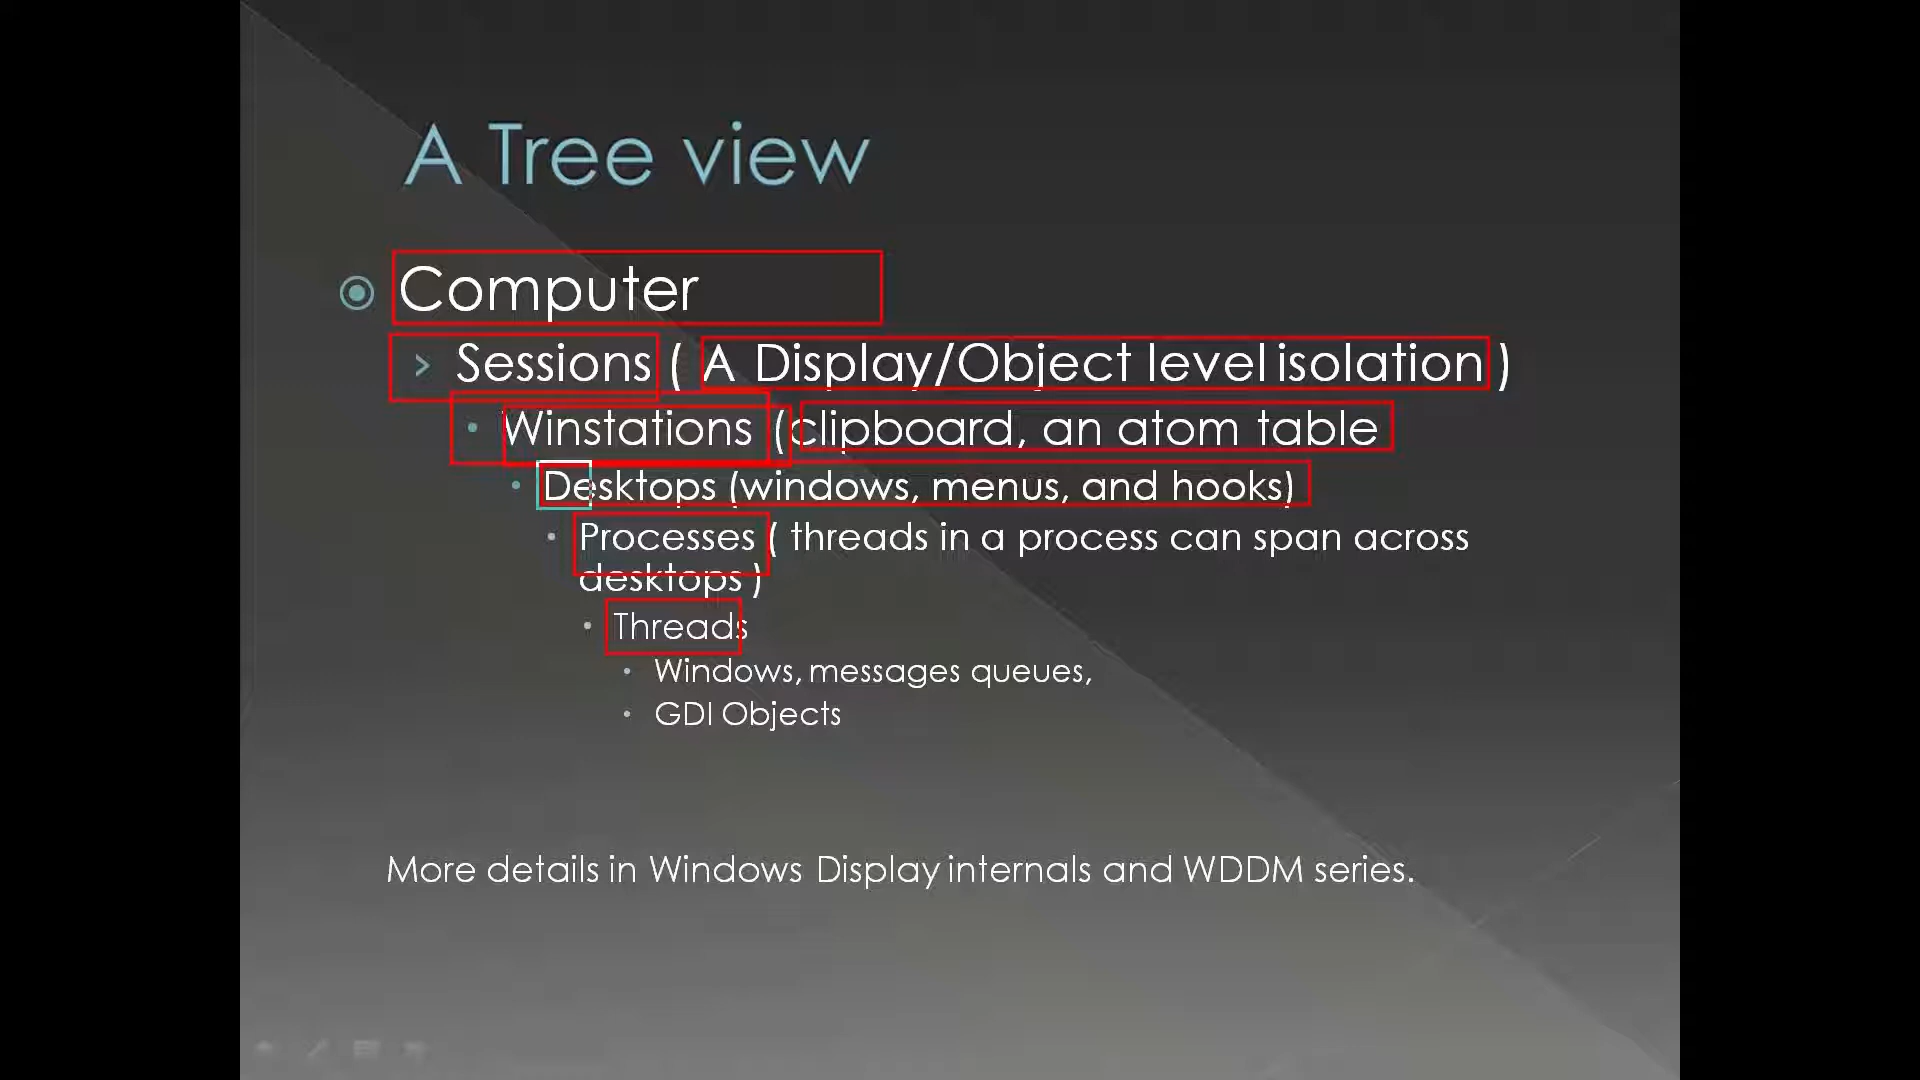 A Tree view
Computer
Sessions ( A Display/Object level isolation )
Winstations (clipboard, an atom table
Desktops (windows, menus, and hooks)
Processes ( threads in a process can span across
desktops )
Threads
Windows, messages queues,
GDI Objects
More details in Windows Display internals and WDDM series.